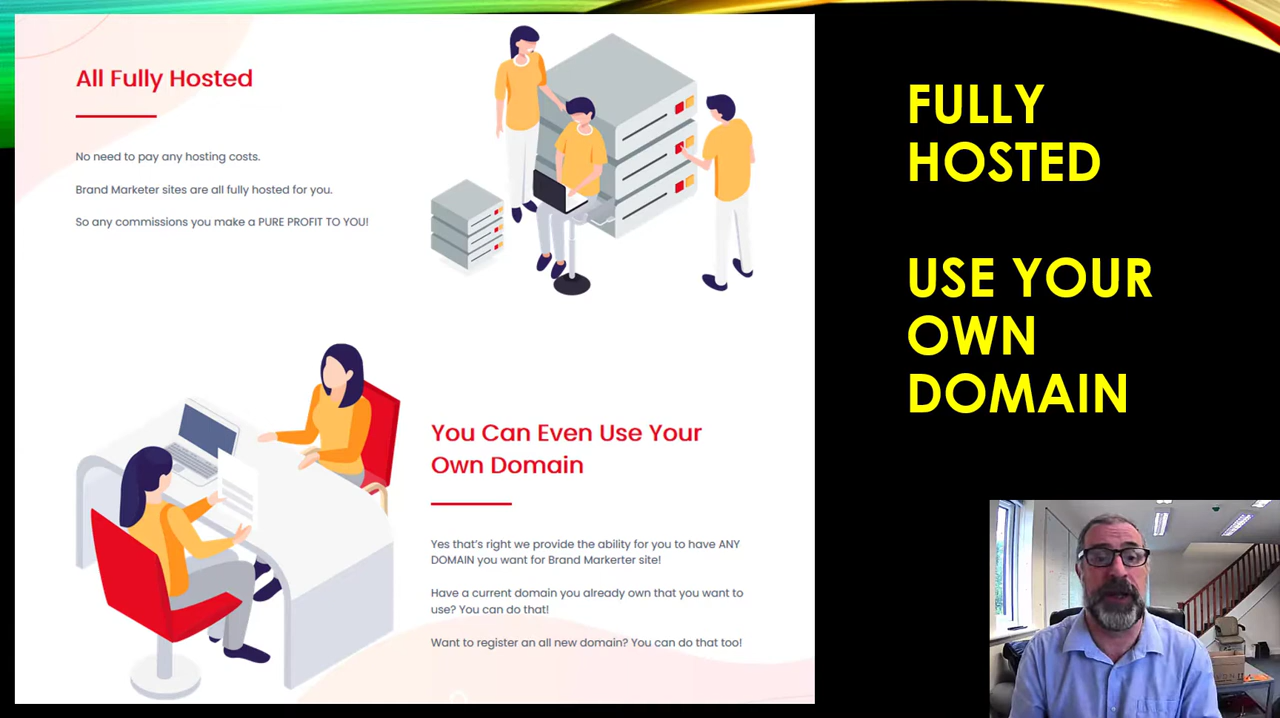 All Fully Hosted
No need to pay any hosting costs.
Brand Marketer sites are all fully hosted for you.
So any commissions you make a PURE PROFIT TO YOU!
You Can Even Use Your
Own Domain
Yes that's right we provide the ability for you to have ANY
DOMAIN you want for Brand Markerter site!
Have a current domain you already own that you want to
use? You can do that!
Want to register an all new domain? You can do that too!
FULLY
HOSTED
USE YOUR
OWN
DOMAIN